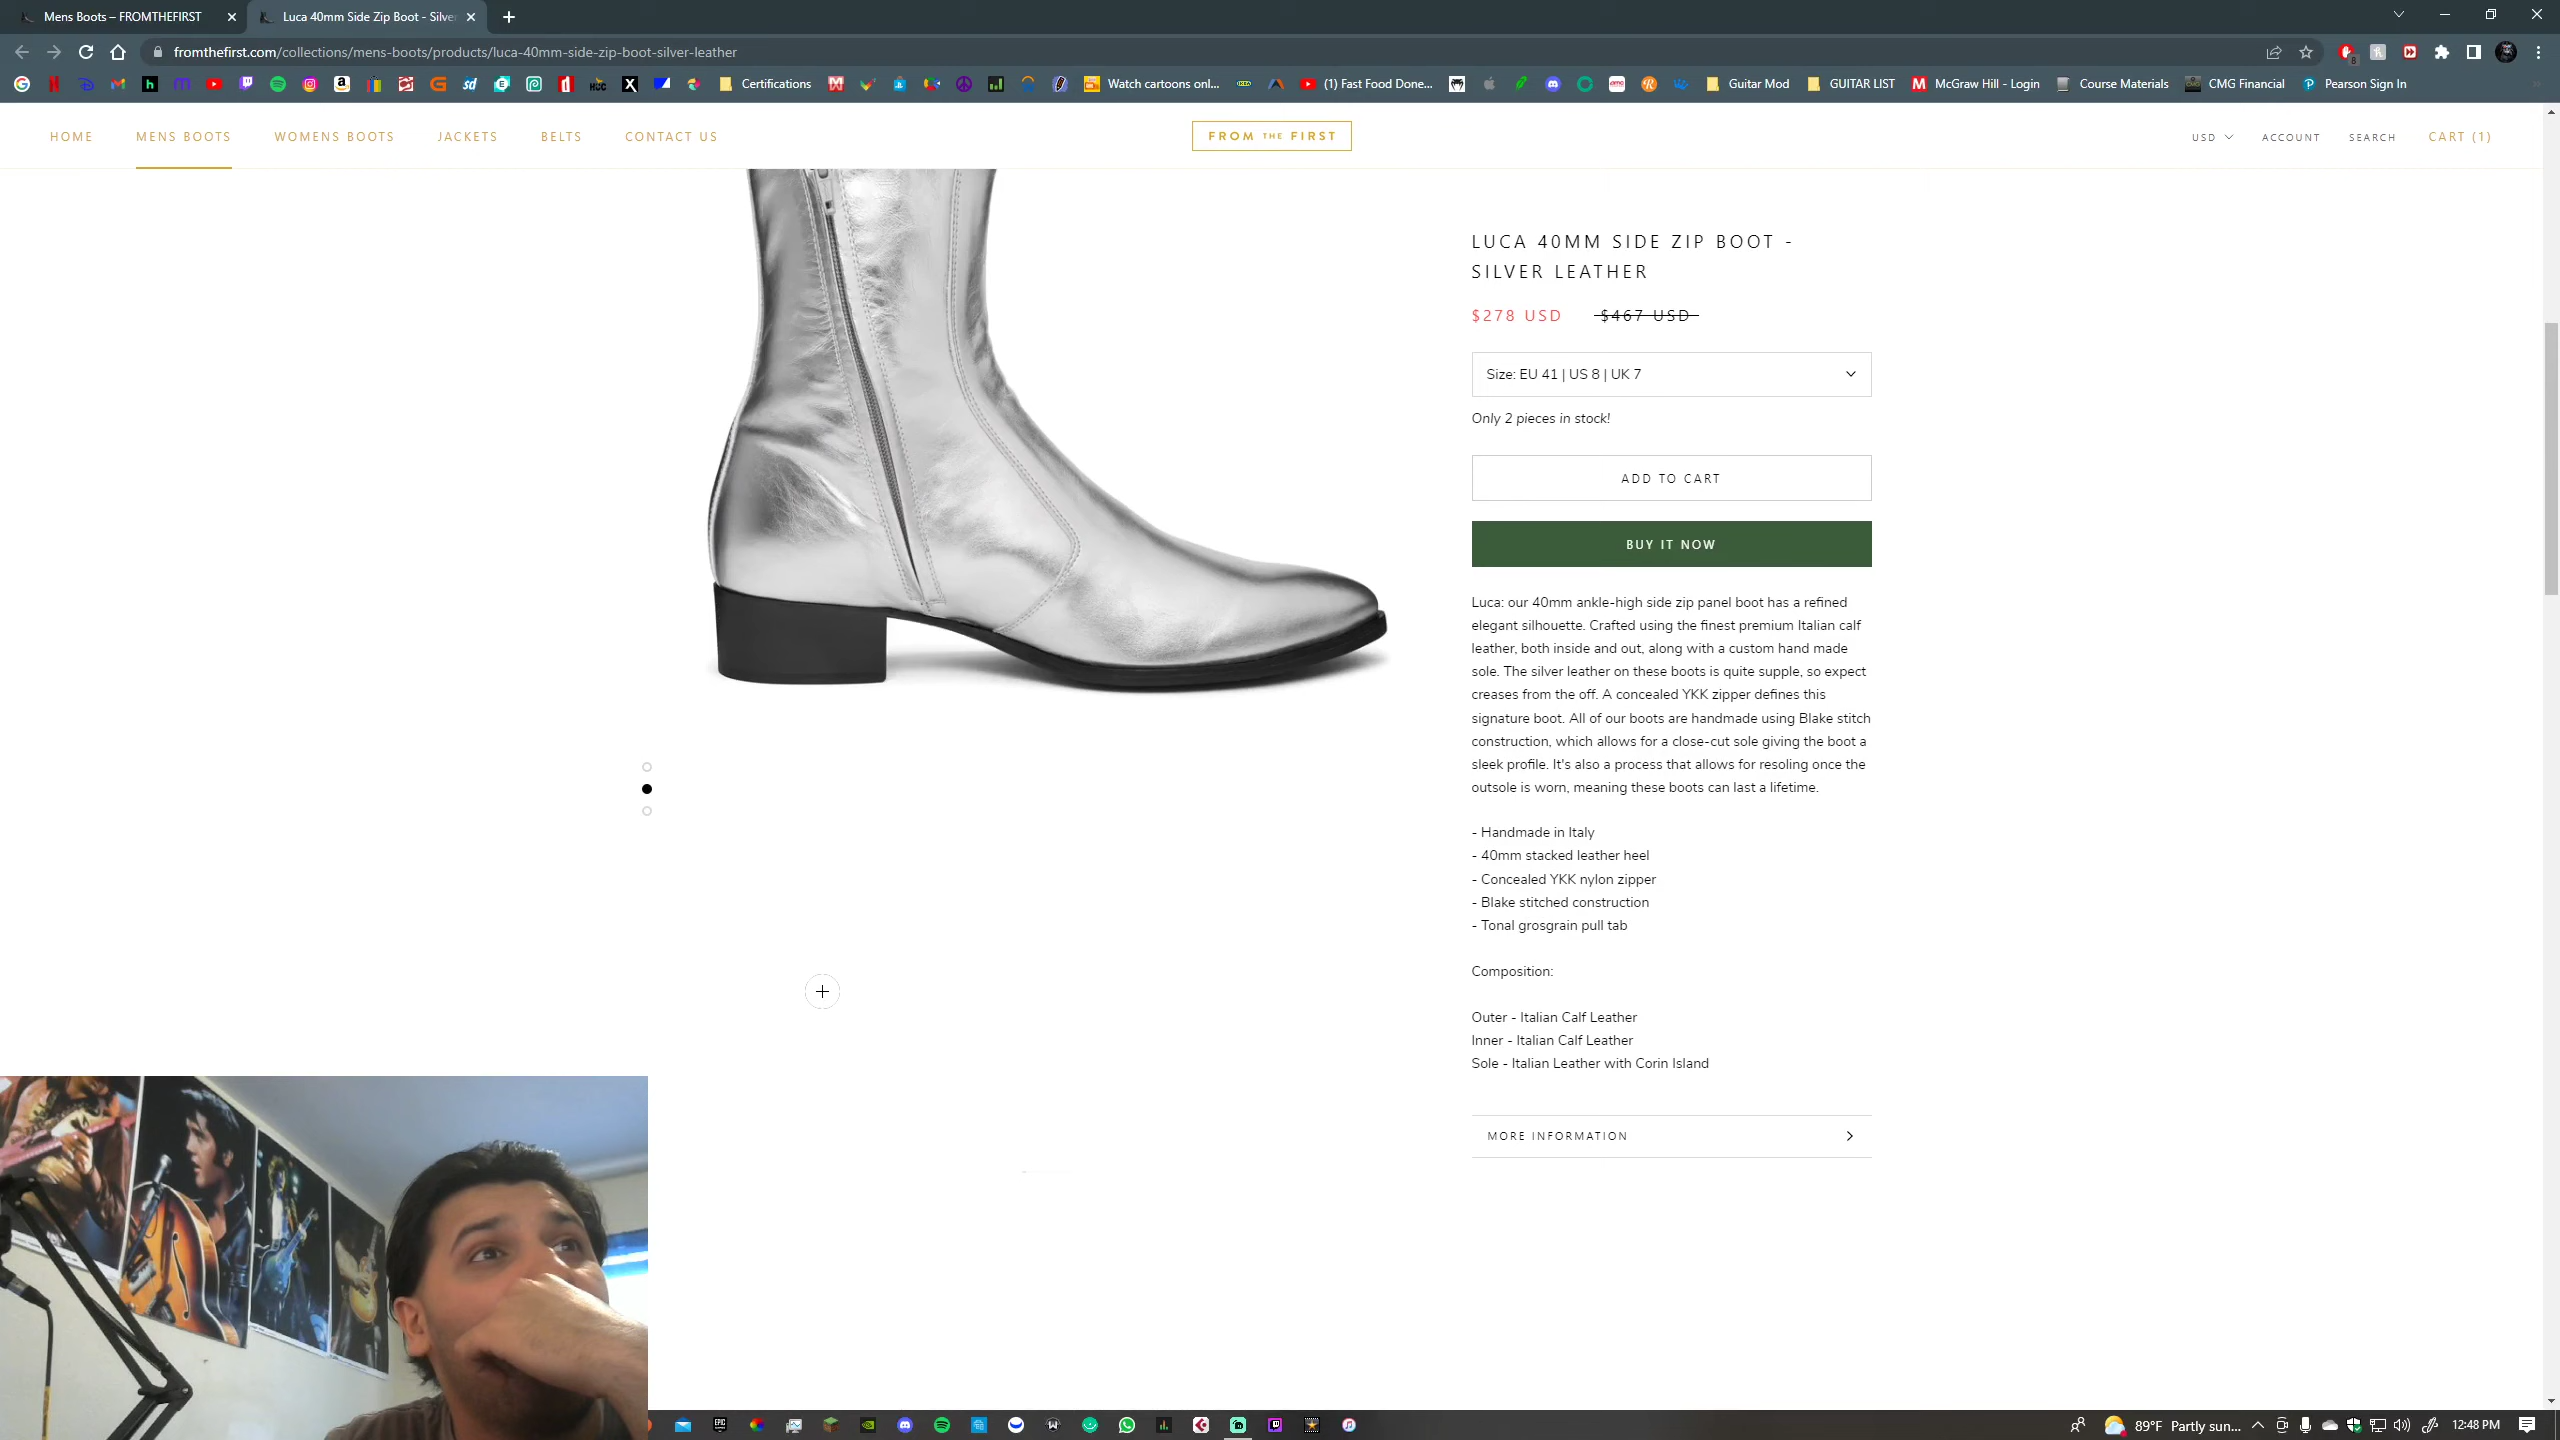 Mens Boots – FROMTHEFIRST
Luca 40mm Side Zip Boot - Silver
fromthefirst.com/collections/mens-boots/products/luca-40mm-side-zip-boot-silver-leather
Certifications
Watch cartoons onl...
(1) Fast Food Done...
Guitar Mod
GUITAR LIST
McGraw Hill - Login
Course Materials
CMG Financial
Pearson Sign In
HOME MENS BOOTS WOMENS BOOTS JACKETS BELTS CONTACT US
FROM THE FIRST
USD ACCOUNT SEARCH CART (1)
LUCA 40MM SIDE ZIP BOOT -
SILVER LEATHER
$278 USD $467 USD
Size: EU 41 | US 8 | UK 7
Only 2 pieces in stock!
ADD TO CART
BUY IT NOW
Luca: our 40mm ankle-high side zip panel boot has a refined
elegant silhouette. Crafted using the finest premium Italian calf
leather, both inside and out, along with a custom hand made
sole. The silver leather on these boots is quite supple, so expect
creases from the off. A concealed YKK zipper defines this
signature boot. All of our boots are handmade using Blake stitch
construction, which allows for a close-cut sole giving the boot a
sleek profile. It's also a process that allows for resoling once the
outsole is worn, meaning these boots can last a lifetime.
- Handmade in Italy
- 40mm stacked leather heel
- Concealed YKK nylon zipper
- Blake stitched construction
- Tonal grosgrain pull tab
Composition:
Outer - Italian Calf Leather
Inner - Italian Calf Leather
Sole - Italian Leather with Corin Island
MORE INFORMATION
89°F Partly sun...
12:48 PM